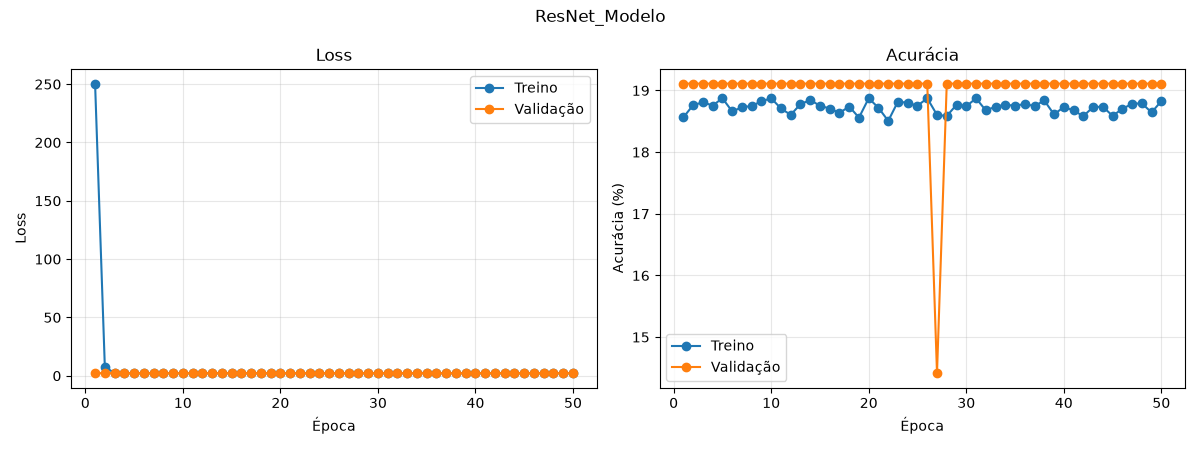 ResNet_Modelo
Loss
250
200
150
100
50
0
Loss
0 10 20 30 40 50
Época
Treino
Validação
Acurácia
19
18
17
16
15
Acurácia (%)
0 10 20 30 40 50
Época
Treino
Validação